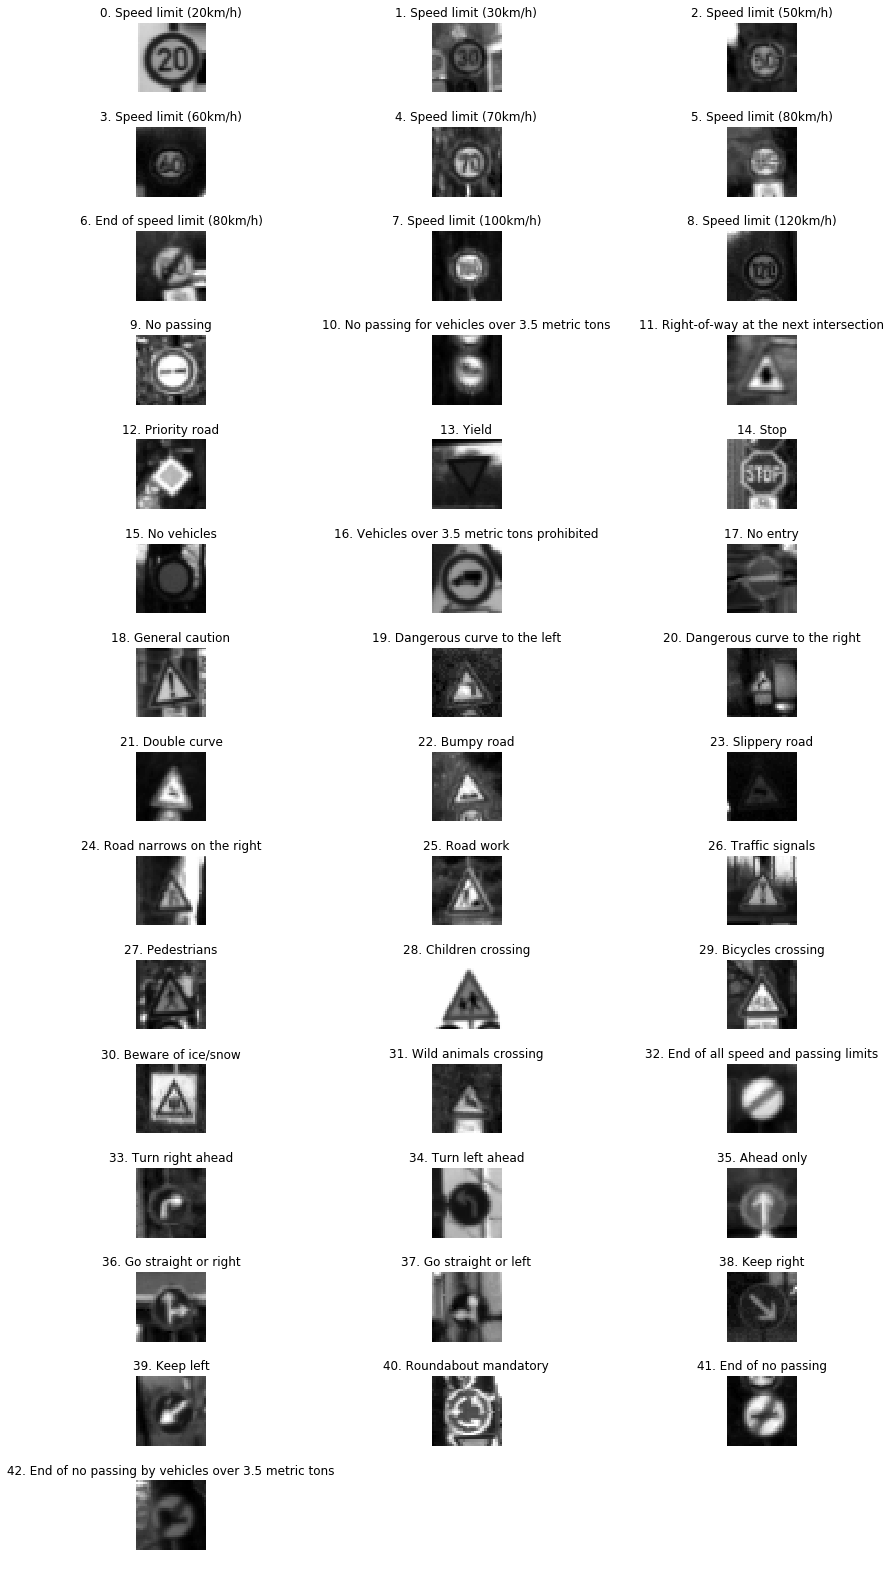 0. Speed limit (20km/h)
1. Speed limit (30km/h)
2. Speed limit (50km/h)
20
30
50
3. Speed limit (60km/h)
4. Speed limit (70km/h)
5. Speed limit (80km/h)
60
70
6. End of speed limit (80km/h)
7. Speed limit (100km/h)
8. Speed limit (120km/h)
9. No passing
10. No passing for vehicles over 3.5 metric tons
11. Right-of-way at the next intersection
12. Priority road
13. Yield
14. Stop
STOP
15. No vehicles
16. Vehicles over 3.5 metric tons prohibited
17. No entry
18. General caution
19. Dangerous curve to the left
20. Dangerous curve to the right
21. Double curve
22. Bumpy road
23. Slippery road
24. Road narrows on the right
25. Road work
26. Traffic signals
27. Pedestrians
28. Children crossing
29. Bicycles crossing
30. Beware of ice/snow
31. Wild animals crossing
32. End of all speed and passing limits
33. Turn right ahead
34. Turn left ahead
35. Ahead only
36. Go straight or right
37. Go straight or left
38. Keep right
39. Keep left
40. Roundabout mandatory
41. End of no passing
42. End of no passing by vehicles over 3.5 metric tons